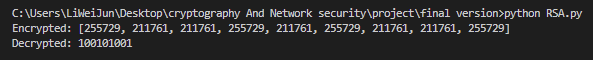 C:\Users\LiWeiJun\Desktop\cryptography And Network security\project\final version>python RSA.py
Encrypted: [255729, 211761, 211761, 255729, 211761, 255729, 211761, 211761, 255729]
Decrypted: 100101001